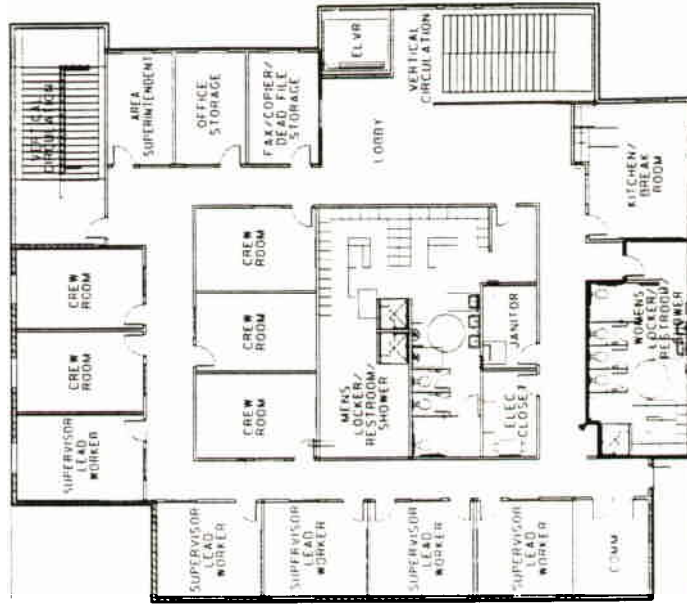 VERTICAL
CIRCULATION
AREA
SUPERINTENDENT
OFFICE
STORAGE
FAX/COPIER/
DEAD FILE
STORAGE
ELVR
VERTICAL
CIRCULATION
LOBBY
KITCHEN/
BREAK
ROOM
CREW
ROOM
CREW
ROOM
CREW
ROOM
CREW
ROOM
CREW
ROOM
SUPERVISOR
LEAD
WORKER
MENS
LOCKER/
RESTROOM/
SHOWER
JANITOR
ELEC
CLOSET
WOMENS
LOCKER/
RESTROOM/
SHOWER
SUPERVISOR
LEAD
WORKER
SUPERVISOR
LEAD
WORKER
SUPERVISOR
LEAD
WORKER
SUPERVISOR
LEAD
WORKER
COMM